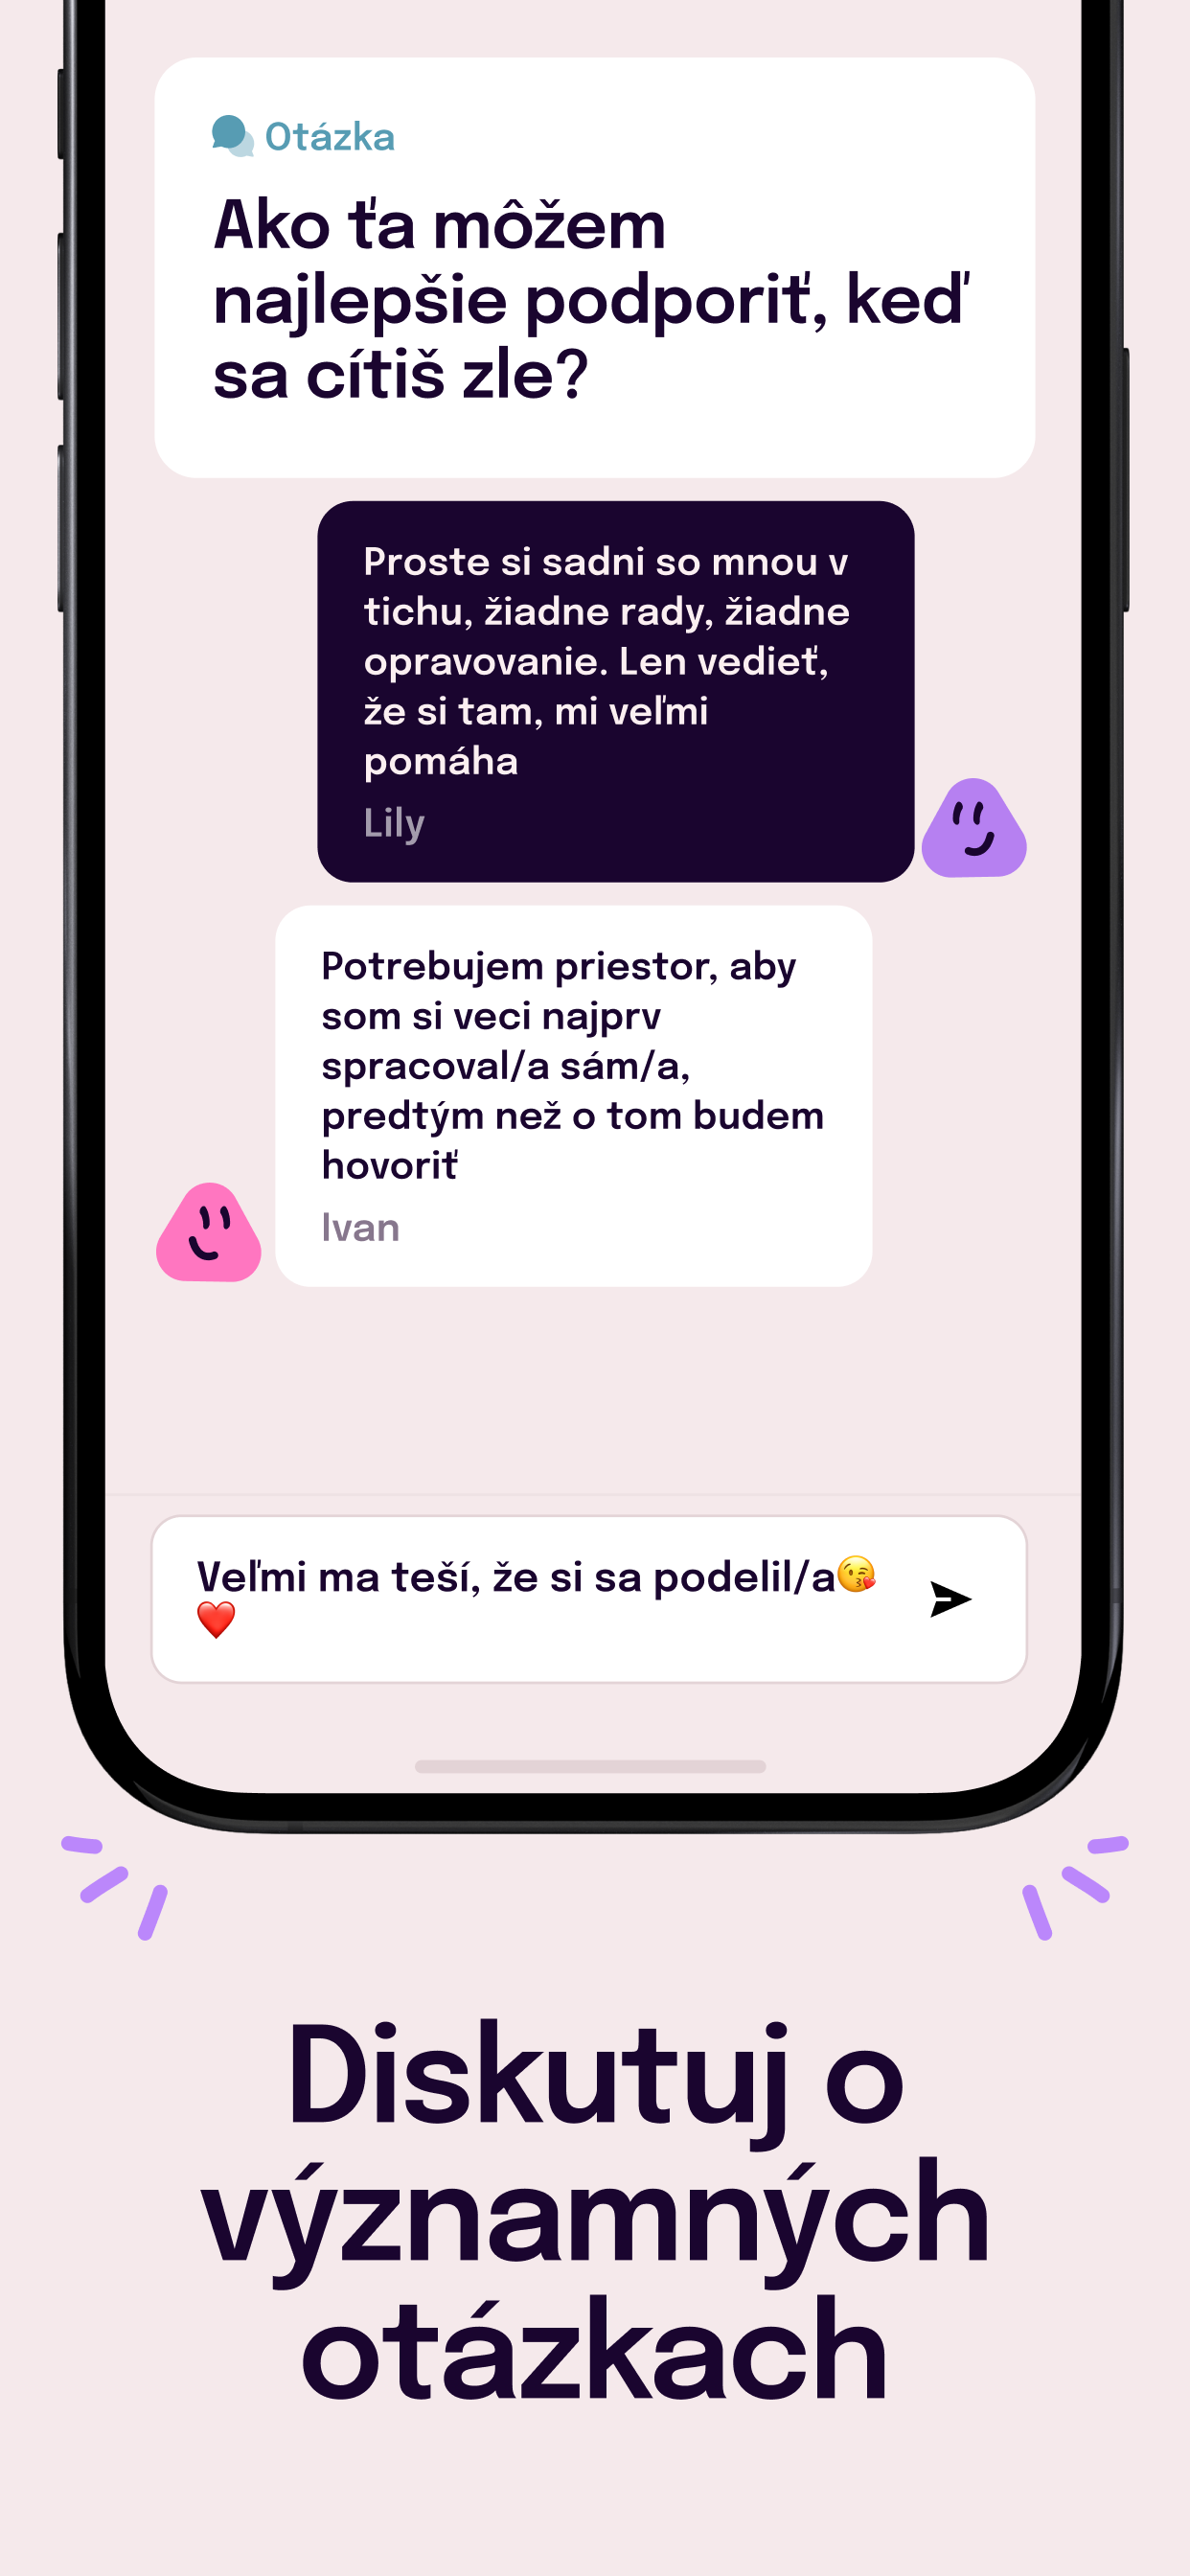 Otázka
Ako ťa môžem
najlepšie podporiť, keď
sa cítiš zle?
Proste si sadni so mnou v
tichu, žiadne rady, žiadne
opravovanie. Len vedieť,
že si tam, mi veľmi
pomáha
Lily
Potrebujem priestor, aby
som si veci najprv
spracoval/a sám/a,
predtým než o tom budem
hovoriť
Ivan
Veľmi ma teší, že si sa podelil/a😘
❤️
Diskutuj o
významných
otázkach